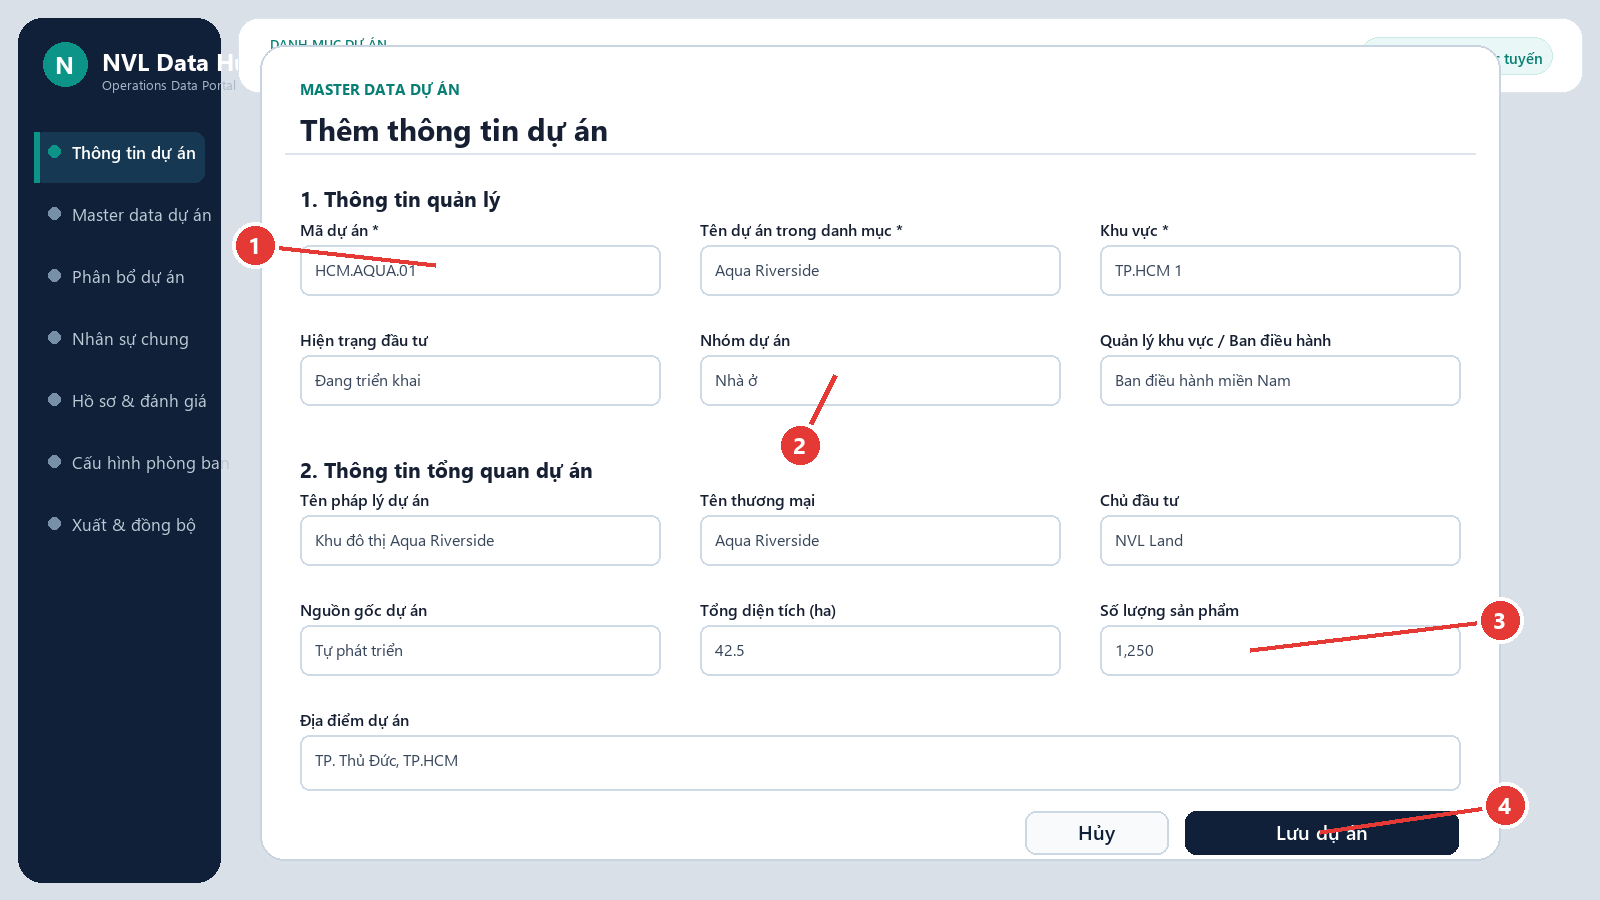 N
NVL Data Hu
Operations Data Portal
Thông tin dự án
Master data dự án
Phân bổ dự án
Nhân sự chung
Hồ sơ & đánh giá
Cấu hình phòng ban
Xuất & đồng bộ
DANH MỤC DỰ ÁN
tuyến
MASTER DATA DỰ ÁN
Thêm thông tin dự án
1. Thông tin quản lý
Mã dự án * Tên dự án trong danh mục * Khu vực *
1
HCM.AQUA.01 Aqua Riverside TP.HCM 1
Hiện trạng đầu tư Nhóm dự án Quản lý khu vực / Ban điều hành
Đang triển khai Nhà ở Ban điều hành miền Nam
2
2. Thông tin tổng quan dự án
Tên pháp lý dự án Tên thương mại Chủ đầu tư
Khu đô thị Aqua Riverside Aqua Riverside NVL Land
Nguồn gốc dự án Tổng diện tích (ha) Số lượng sản phẩm
3
Tự phát triển 42.5 1,250
Địa điểm dự án
TP. Thủ Đức, TP.HCM
4
Hủy Lưu dự án